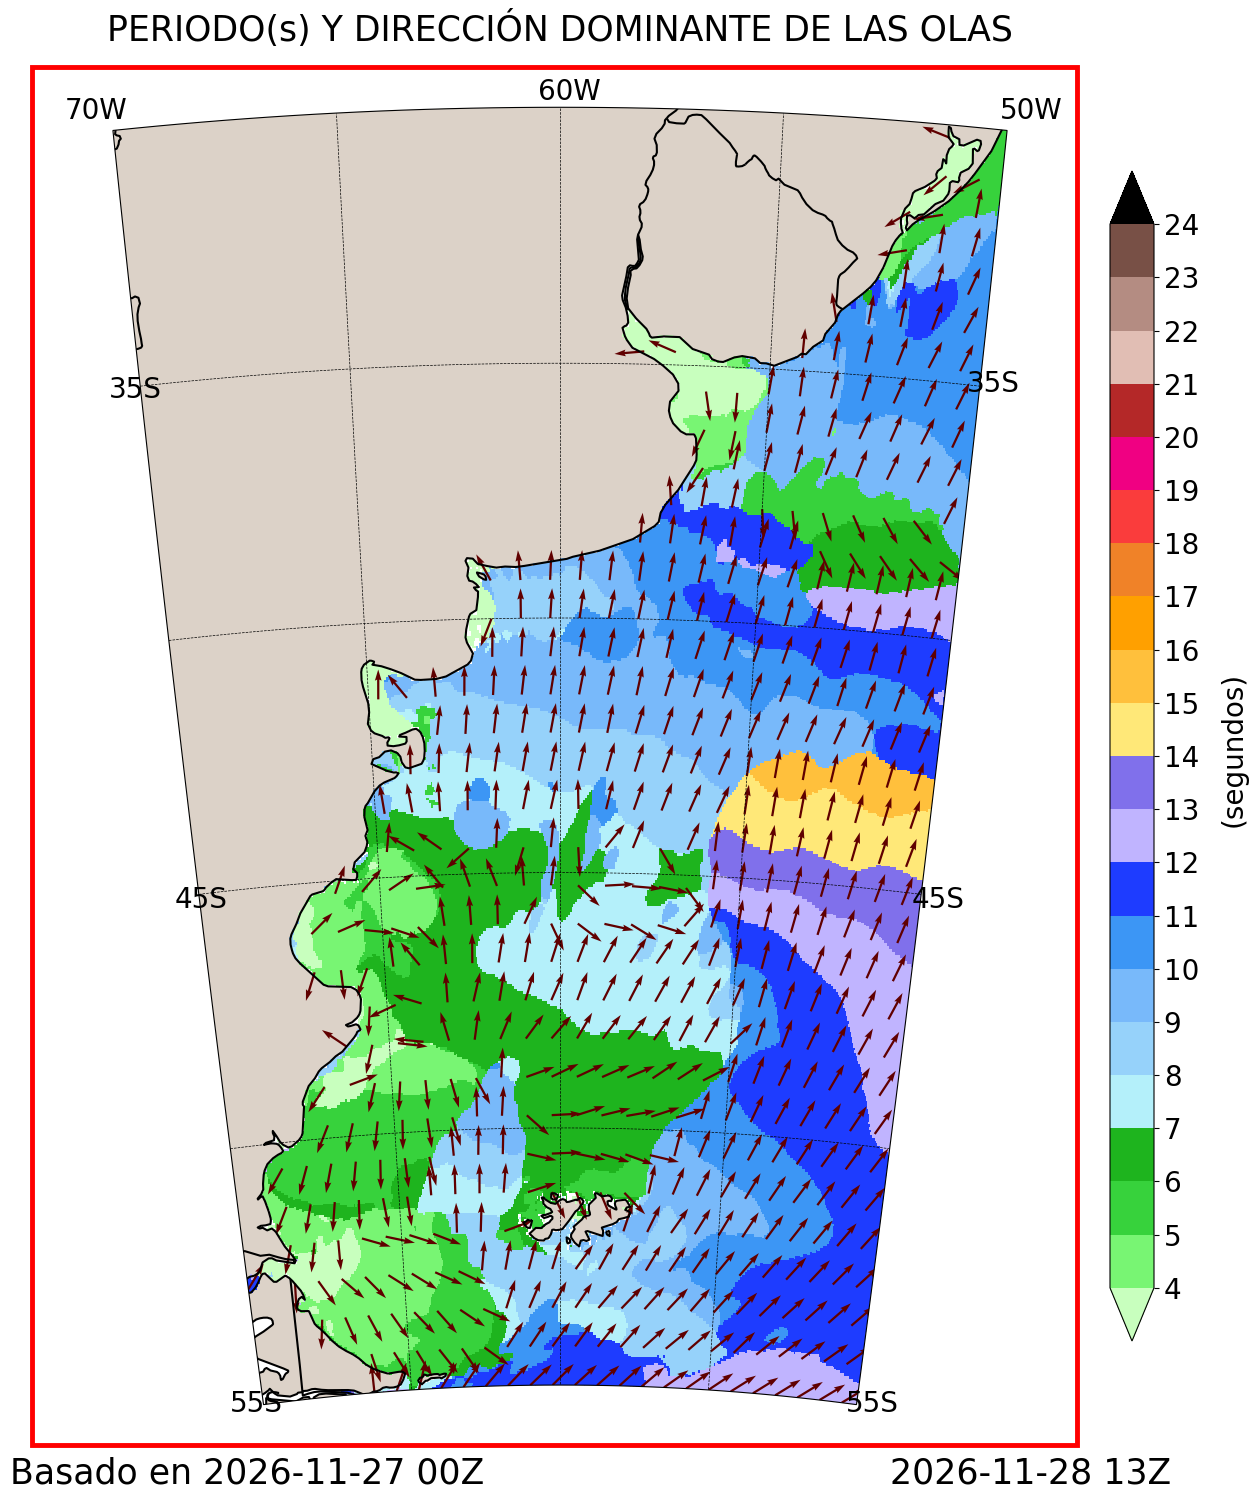 PERIODO(s) Y DIRECCIÓN DOMINANTE DE LAS OLAS
70W
60W
50W
35S
35S
45S
45S
55S
55S
24
23
22
21
20
19
18
17
16
15
14
13
12
11
10
9
8
7
6
5
4
(segundos)
Basado en 2026-11-27 00Z
2026-11-28 13Z